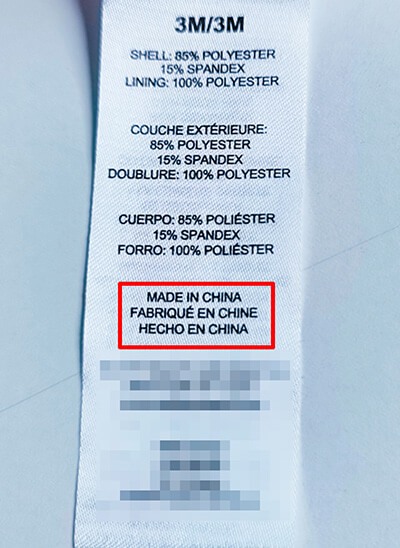 3M/3M
SHELL: 85% POLYESTER
15% SPANDEX
LINING: 100% POLYESTER
COUCHE EXTÉRIEURE:
85% POLYESTER
15% SPANDEX
DOUBLURE: 100% POLYESTER
CUERPO: 85% POLIÉSTER
15% SPANDEX
FORRO: 100% POLIÉSTER
MADE IN CHINA
FABRIQUÉ EN CHINE
HECHO EN CHINA